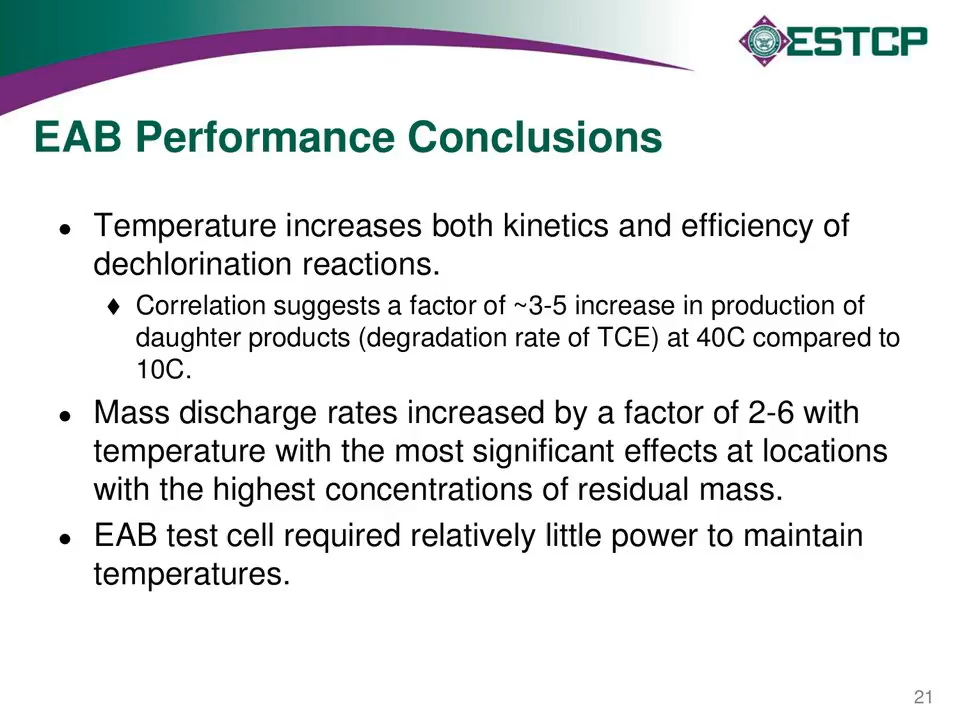 ESTCP
EAB Performance Conclusions
● Temperature increases both kinetics and efficiency of
dechlorination reactions.
♦ Correlation suggests a factor of ~3-5 increase in production of
daughter products (degradation rate of TCE) at 40C compared to
10C.
● Mass discharge rates increased by a factor of 2-6 with
temperature with the most significant effects at locations
with the highest concentrations of residual mass.
● EAB test cell required relatively little power to maintain
temperatures.
21